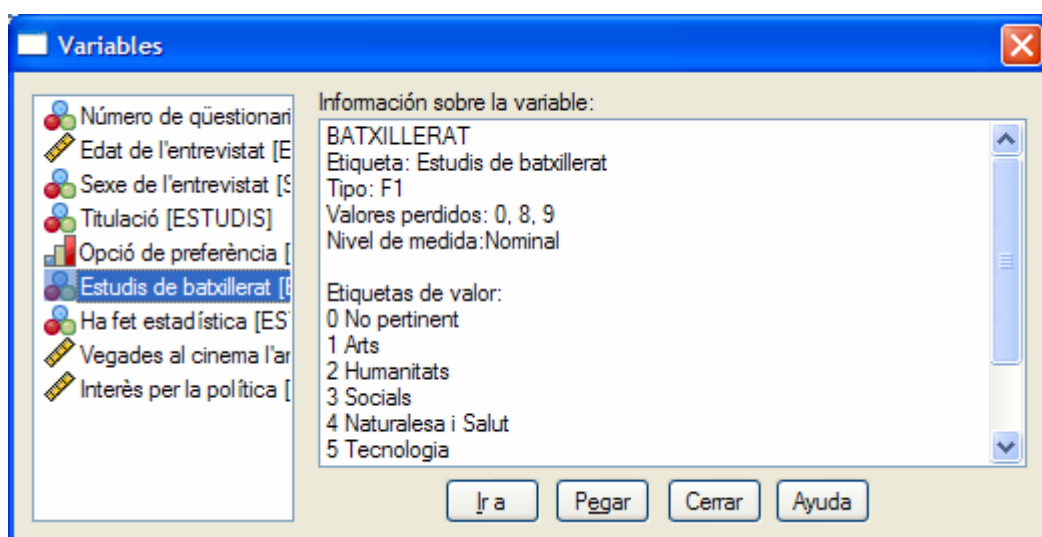 Variables
Número de qüestionari
Edat de l'entrevistat [E
Sexe de l'entrevistat [S
Titulació [ESTUDIS]
Opció de preferència [
Estudis de batxillerat [E
Ha fet estadística [ES
Vegades al cinema l'an
Interès per la política [
Información sobre la variable:
BATXILLERAT
Etiqueta: Estudis de batxillerat
Tipo: F1
Valores perdidos: 0, 8, 9
Nivel de medida:Nominal
Etiquetas de valor:
0 No pertinent
1 Arts
2 Humanitats
3 Socials
4 Naturalesa i Salut
5 Tecnologia
Ir a
Pegar
Cerrar
Ayuda